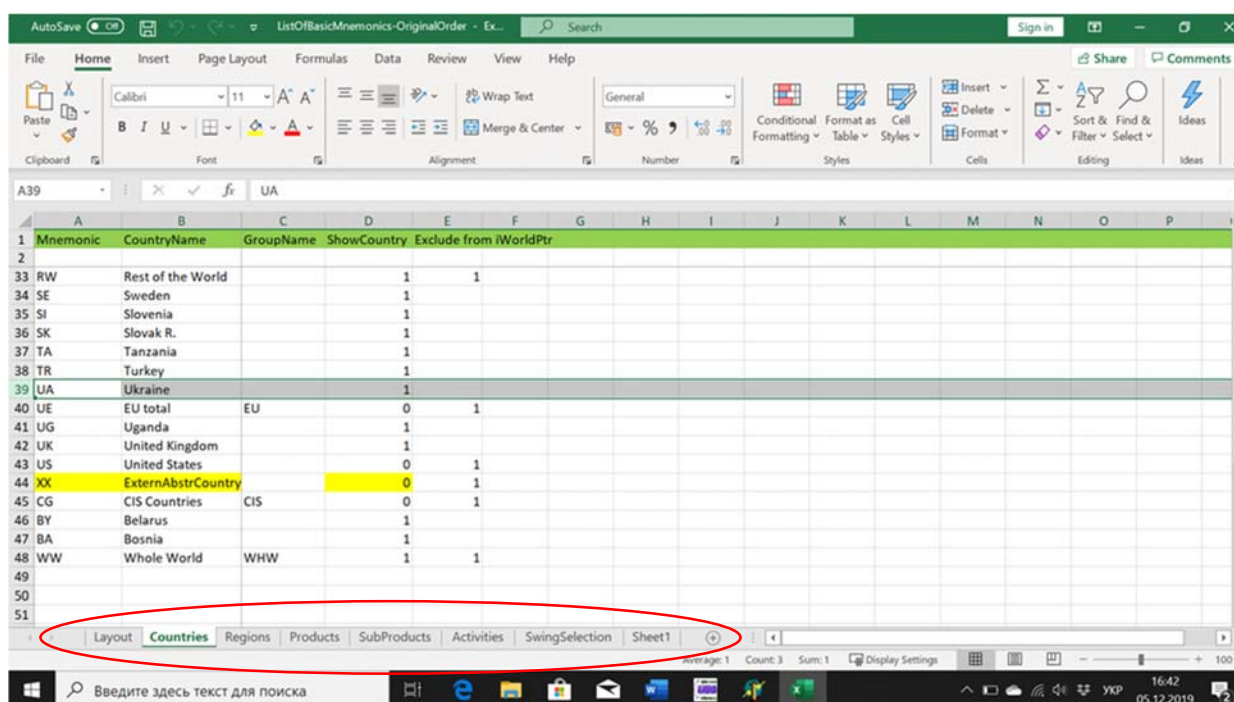 AutoSave Off ListOfBasicMnemonics-OriginalOrder - Ex... Search Sign in
File Home Insert Page Layout Formulas Data Review View Help Share Comments
Calibri 11 A^ A˅ Wrap Text General Insert
Paste B I U A Merge & Center % 9 Conditional Formatting Format as Table Cell Styles Delete Format Sort & Filter Find & Select Ideas
Clipboard Font Alignment Number Styles Cells Editing Ideas
A39 fx UA
A B C D E F G H I J K L M N O P
1 Mnemonic CountryName GroupName ShowCountry Exclude from iWorldPtr
2
33 RW Rest of the World 1 1
34 SE Sweden 1
35 SI Slovenia 1
36 SK Slovak R. 1
37 TA Tanzania 1
38 TR Turkey 1
39 UA Ukraine 1
40 UE EU total EU 0 1
41 UG Uganda 1
42 UK United Kingdom 1
43 US United States 0 1
44 XX ExternAbstrCountry 0 1
45 CG CIS Countries CIS 0 1
46 BY Belarus 1
47 BA Bosnia 1
48 WW Whole World WHW 1 1
49
50
51
Layout Countries Regions Products SubProducts Activities SwingSelection Sheet1
Average: 1 Count: 3 Sum: 1 Display Settings 100
Введите здесь текст для поиска УКР 16:42
05.12.2019